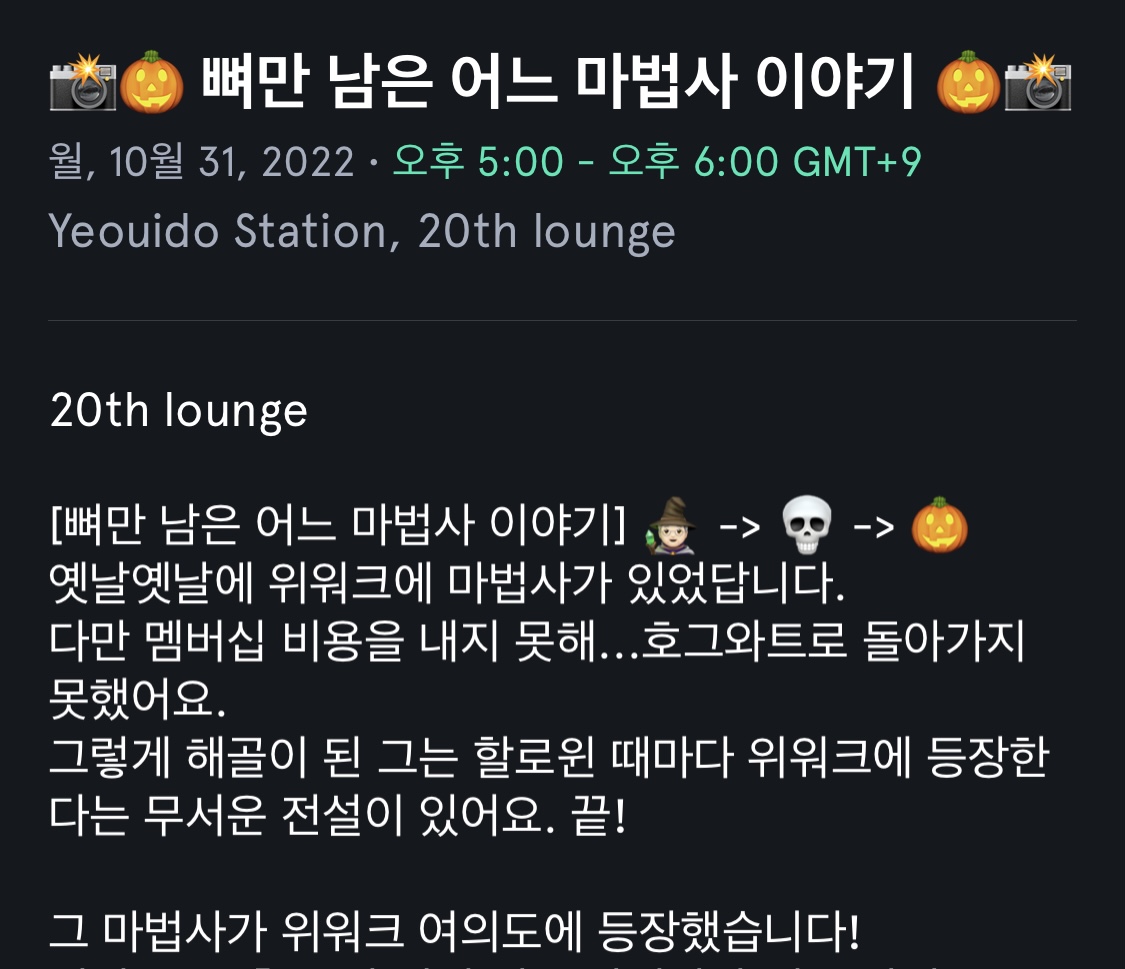 📸🎃 뼈만 남은 어느 마법사 이야기 🎃📸
월, 10월 31, 2022 · 오후 5:00 - 오후 6:00 GMT+9
Yeouido Station, 20th lounge
20th lounge
[뼈만 남은 어느 마법사 이야기] 🧙🏻‍♀️ -> 💀 -> 🎃
옛날옛날에 위워크에 마법사가 있었답니다.
다만 멤버십 비용을 내지 못해...호그와트로 돌아가지
못했어요.
그렇게 해골이 된 그는 할로윈 때마다 위워크에 등장한
다는 무서운 전설이 있어요. 끝!
그 마법사가 위워크 여의도에 등장했습니다!